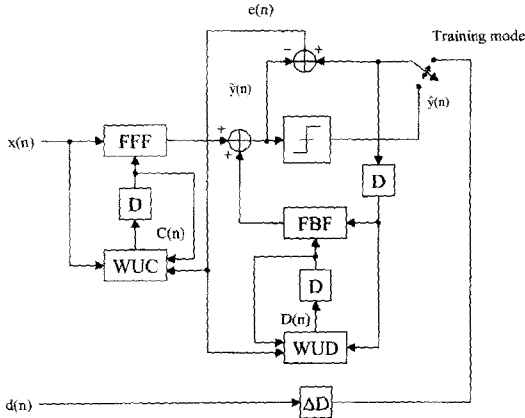 e(n)
Training mode
− +
ỹ(n)
ŷ(n)
x(n)
FFF
+
+
D
D
C(n)
FBF
WUC
D
D(n)
WUD
d(n)
ΔD